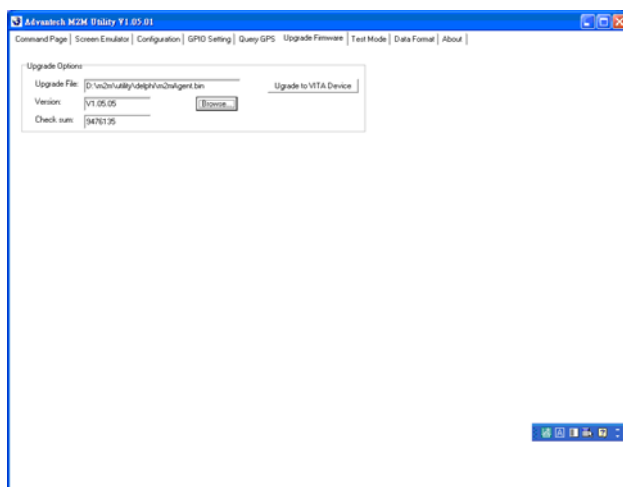 Advantech M2M Utility V1.05.01
Command Page Screen Emulator Configuration GPIO Setting Query GPS Upgrade Firmware Test Mode Data Format About
Upgrade Options
Upgrade File: D:\m2m\utility\delphi\m2mAgent.bin Ugrade to VITA Device
Version: V1.05.05 Browse...
Check sum: 9476135
A